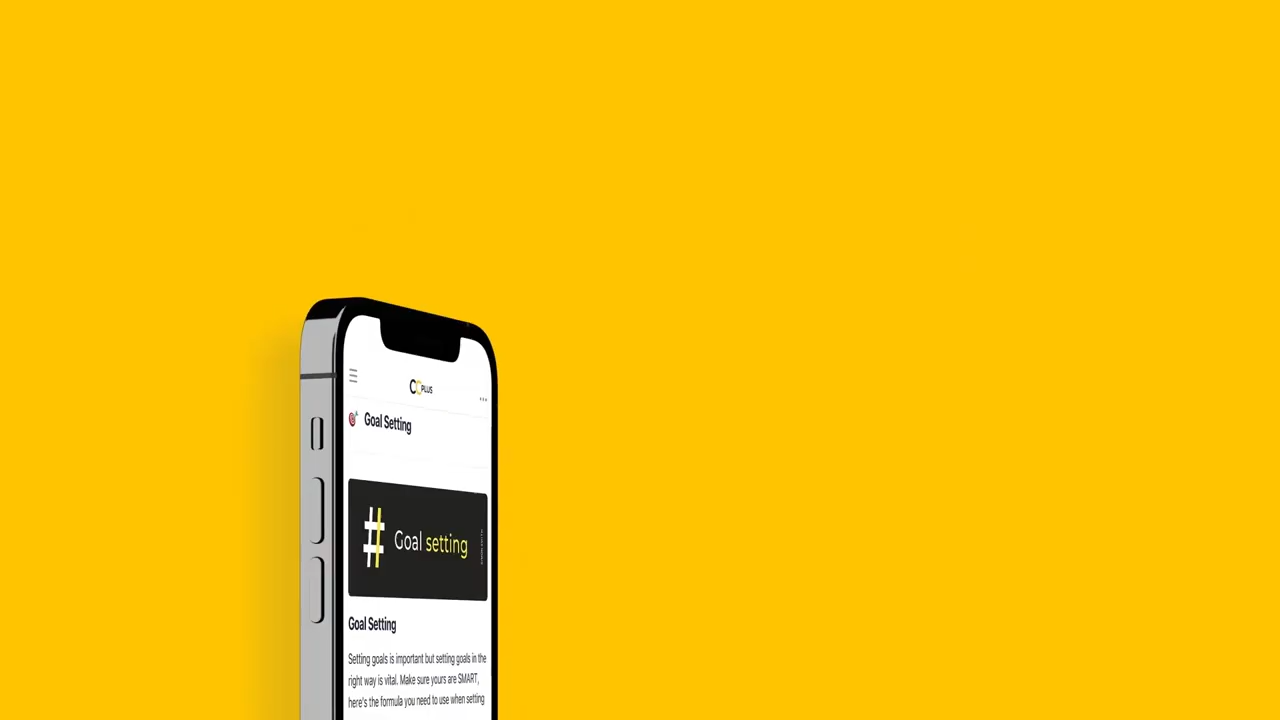 CC PLUS
Goal Setting
# Goal setting
Goal Setting
Setting goals is important but setting goals in the
right way is vital. Make sure yours are SMART,
here's the formula you need to use when setting